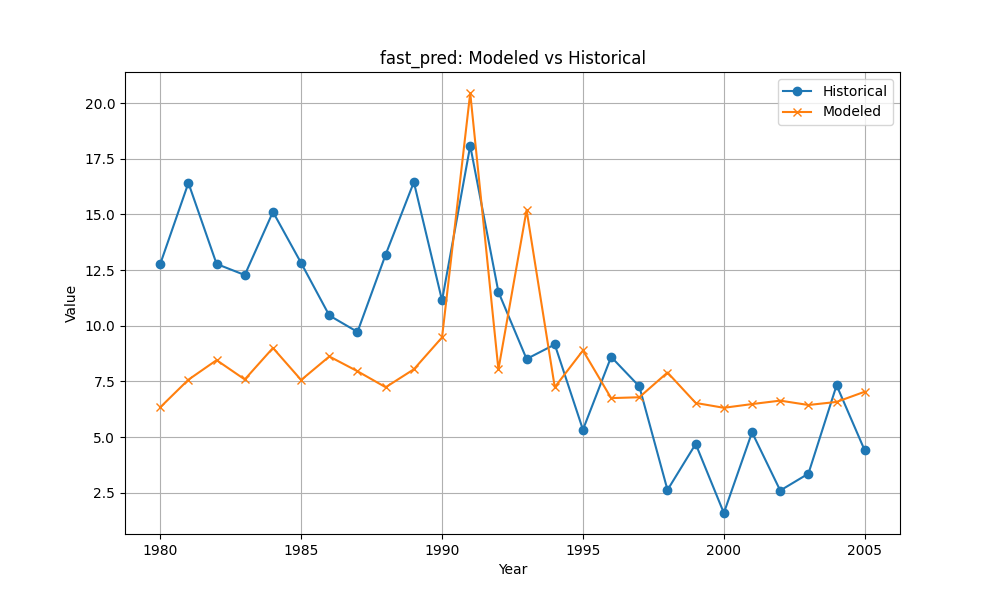 fast_pred: Modeled vs Historical
Historical
Modeled
Value
20.0
17.5
15.0
12.5
10.0
7.5
5.0
2.5
1980 1985 1990 1995 2000 2005
Year